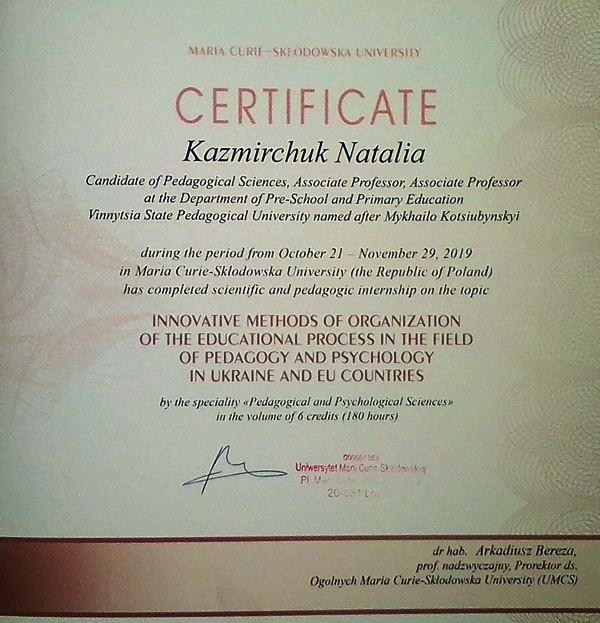 MARIA CURIE-SKŁODOWSKA UNIVERSITY
CERTIFICATE
Kazmirchuk Natalia
Candidate of Pedagogical Sciences, Associate Professor, Associate Professor
at the Department of Pre-School and Primary Education
Vinnytsia State Pedagogical University named after Mykhailo Kotsiubynskyi
during the period from October 21 – November 29, 2019
in Maria Curie-Skłodowska University (the Republic of Poland)
has completed scientific and pedagogic internship on the topic
INNOVATIVE METHODS OF ORGANIZATION
OF THE EDUCATIONAL PROCESS IN THE FIELD
OF PEDAGOGY AND PSYCHOLOGY
IN UKRAINE AND EU COUNTRIES
by the speciality «Pedagogical and Psychological Sciences»
in the volume of 6 credits (180 hours)
Uniwersytet Marii Curie-Skłodowskiej
Pl.
dr hab. Arkadiusz Bereza,
prof. nadzwyczajny, Prorektor ds.
Ogolnych Maria Curie-Skłodowska University (UMCS)